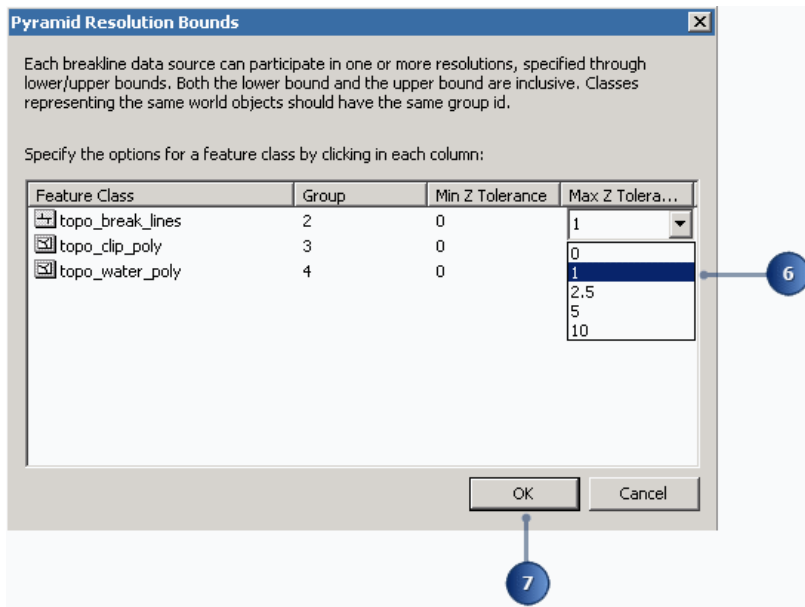 Pyramid Resolution Bounds
Each breakline data source can participate in one or more resolutions, specified through
lower/upper bounds. Both the lower bound and the upper bound are inclusive. Classes
representing the same world objects should have the same group id.
Specify the options for a feature class by clicking in each column:
Feature Class Group Min Z Tolerance Max Z Tolera...
topo_break_lines 2 0 1
topo_clip_poly 3 0
topo_water_poly 4 0
0
1
2.5
5
10
6
OK Cancel
7